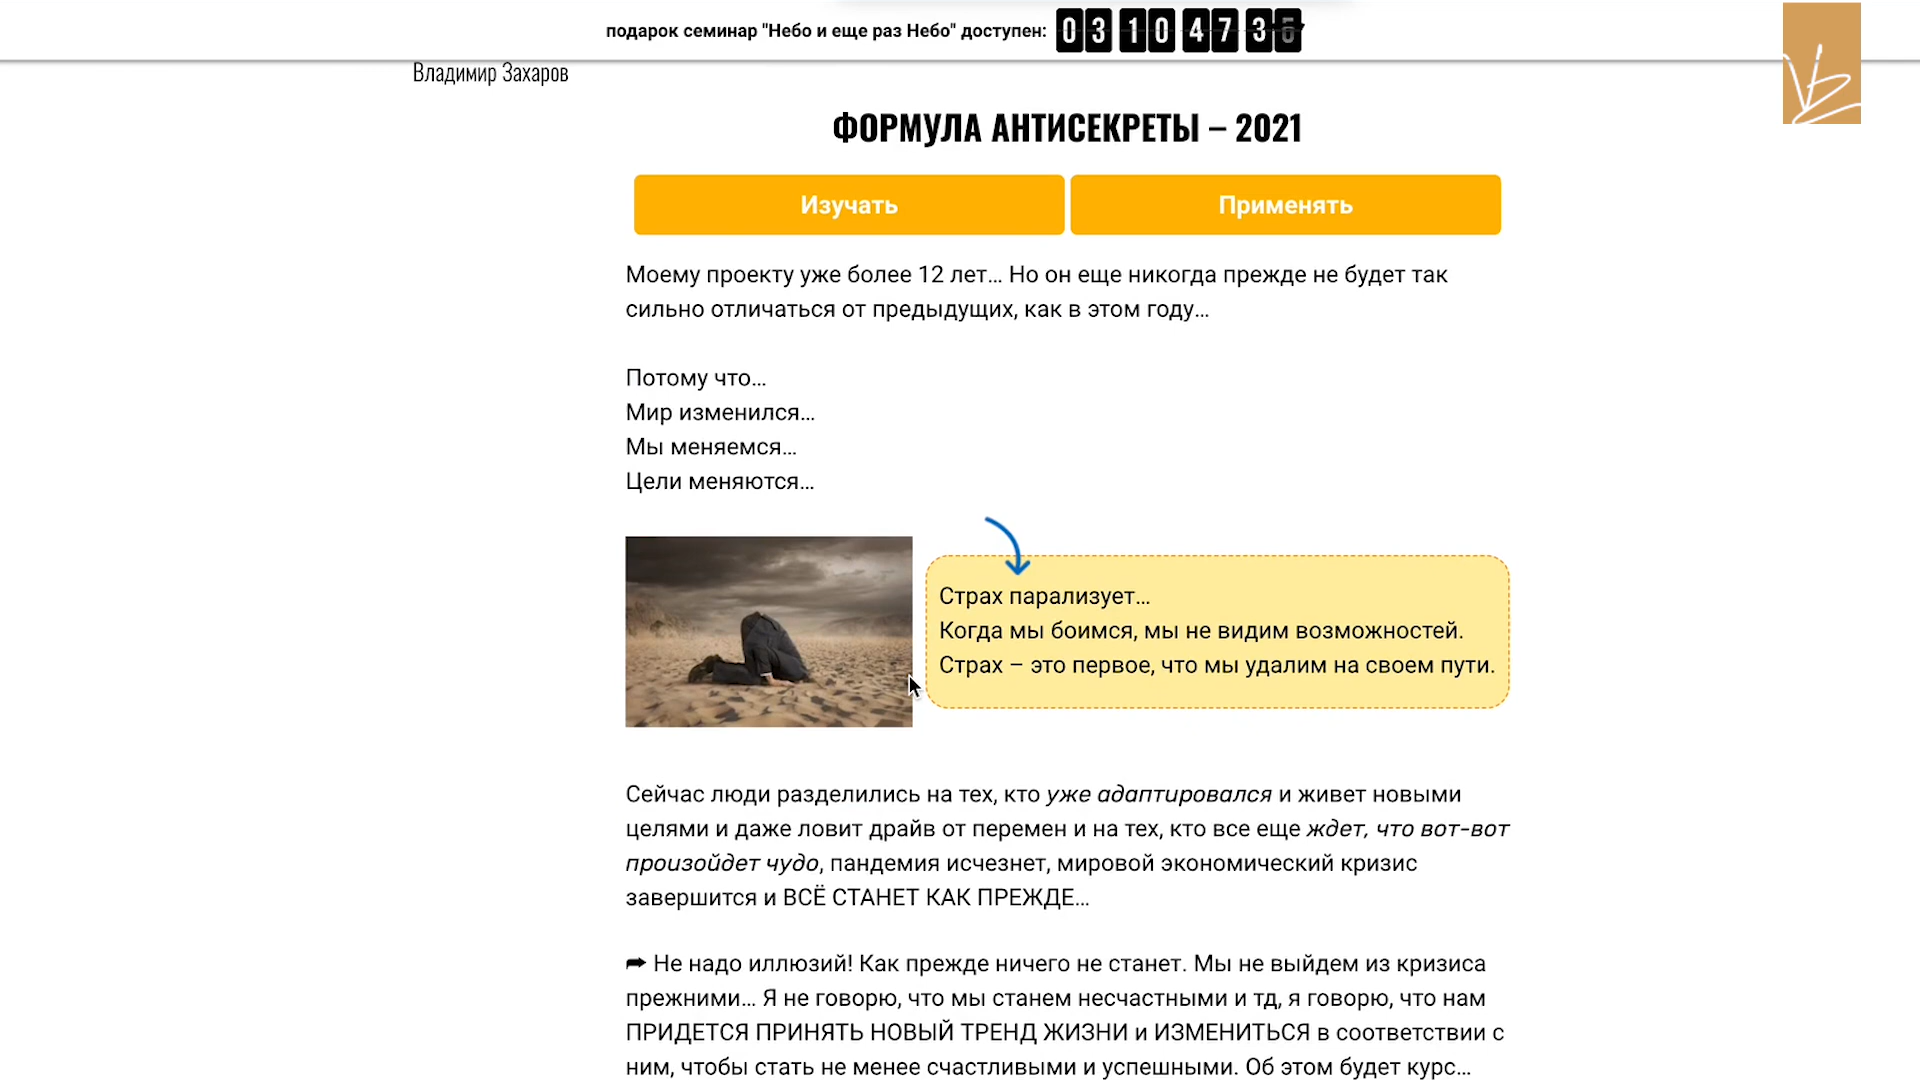 подарок семинар "Небо и еще раз Небо" доступен: 03 10 47 3
Владимир Захаров
ФОРМУЛА АНТИСЕКРЕТЫ – 2021
Изучать Применять
Моему проекту уже более 12 лет... Но он еще никогда прежде не будет так
сильно отличаться от предыдущих, как в этом году...
Потому что...
Мир изменился...
Мы меняемся...
Цели меняются...
Страх парализует...
Когда мы боимся, мы не видим возможностей.
Страх – это первое, что мы удалим на своем пути.
Сейчас люди разделились на тех, кто уже адаптировался и живет новыми
целями и даже ловит драйв от перемен и на тех, кто все еще ждет, что вот-вот
произойдет чудо, пандемия исчезнет, мировой экономический кризис
завершится и ВСЁ СТАНЕТ КАК ПРЕЖДЕ...
➦ Не надо иллюзий! Как прежде ничего не станет. Мы не выйдем из кризиса
прежними... Я не говорю, что мы станем несчастными и тд, я говорю, что нам
ПРИДЕТСЯ ПРИНЯТЬ НОВЫЙ ТРЕНД ЖИЗНИ и ИЗМЕНИТЬСЯ в соответствии с
ним, чтобы стать не менее счастливыми и успешными. Об этом будет курс...